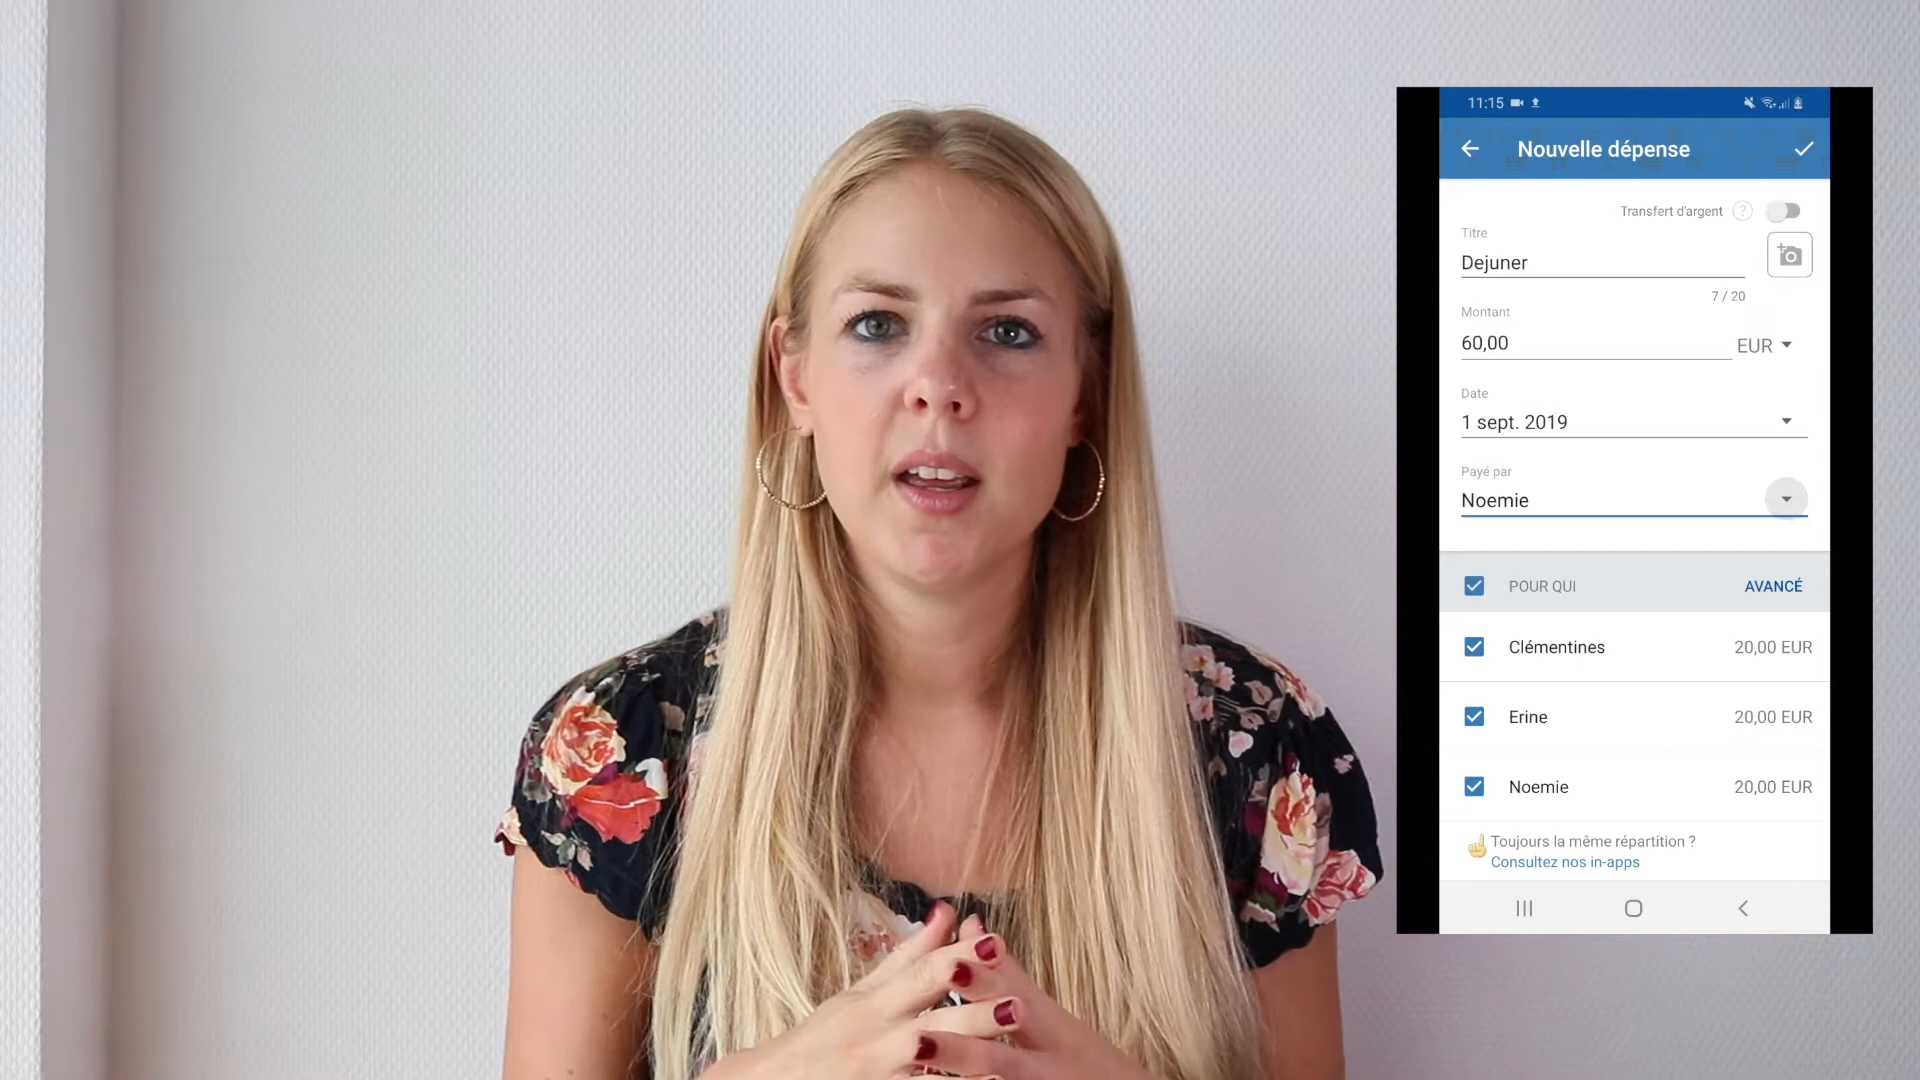 11:15
Nouvelle dépense
Transfert d'argent ?
Titre
Dejuner
7 / 20
Montant
60,00 EUR
Date
1 sept. 2019
Payé par
Noemie
POUR QUI AVANCÉ
Clémentines 20,00 EUR
Erine 20,00 EUR
Noemie 20,00 EUR
Toujours la même répartition ?
Consultez nos in-apps